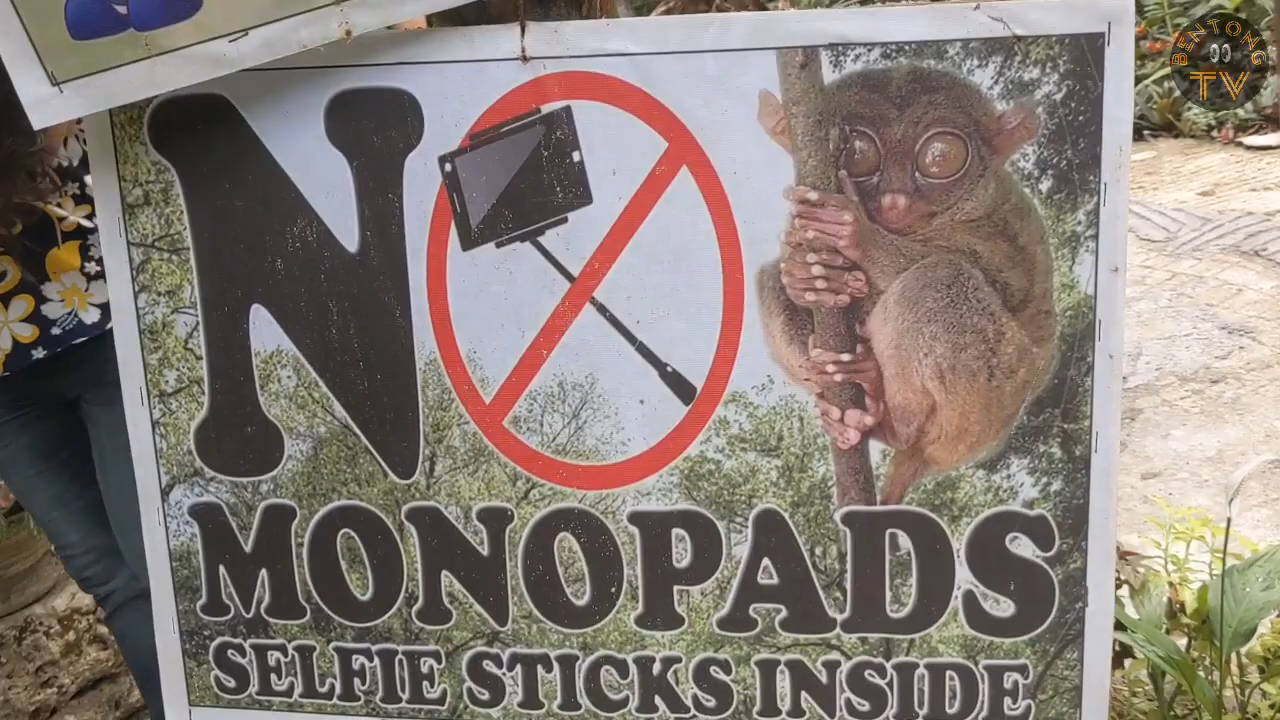 BENTONG
TV
NO
MONOPADS
SELFIE STICKS INSIDE